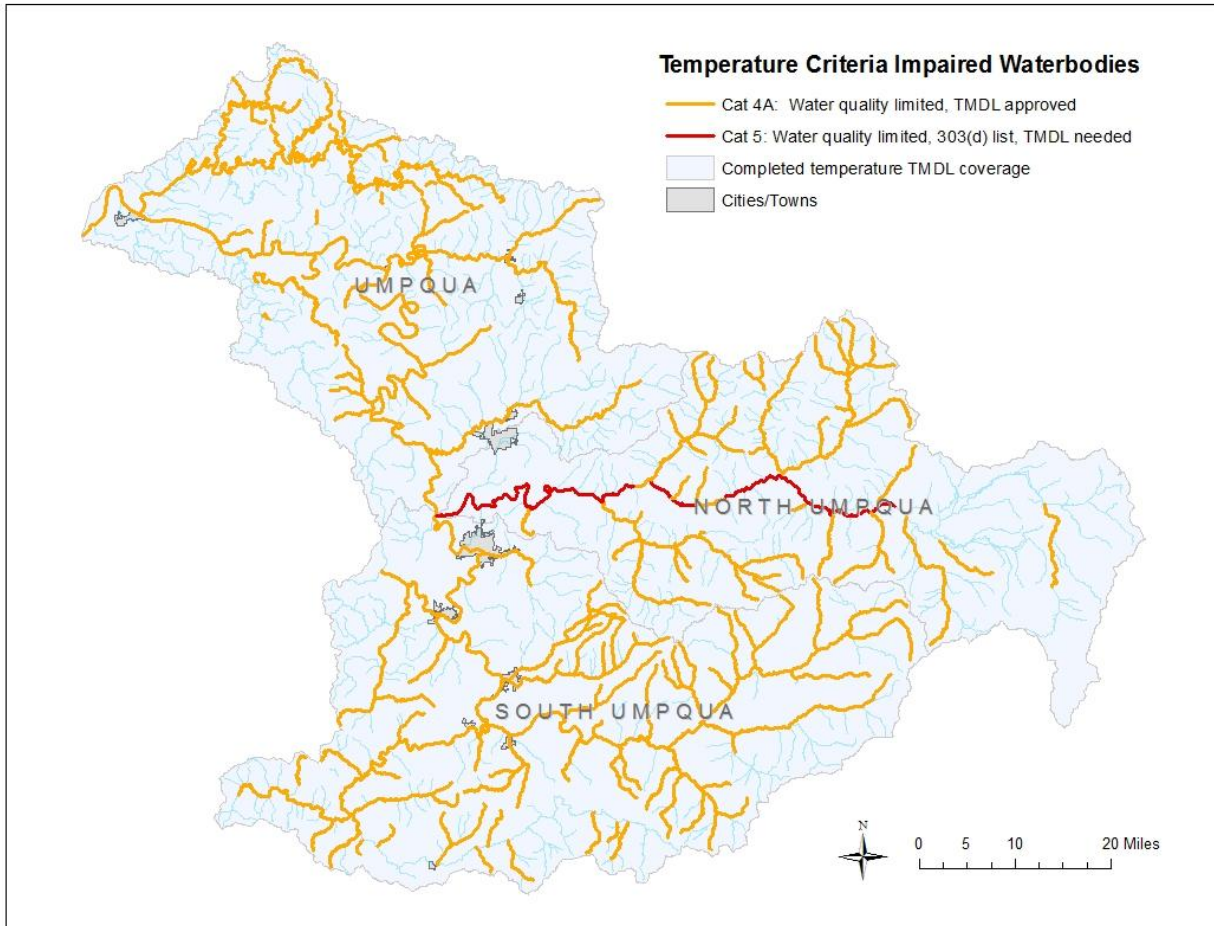 Temperature Criteria Impaired Waterbodies
Cat 4A: Water quality limited, TMDL approved
Cat 5: Water quality limited, 303(d) list, TMDL needed
Completed temperature TMDL coverage
Cities/Towns
UMPQUA
NORTH UMPQUA
SOUTH UMPQUA
N
0 5 10 20 Miles